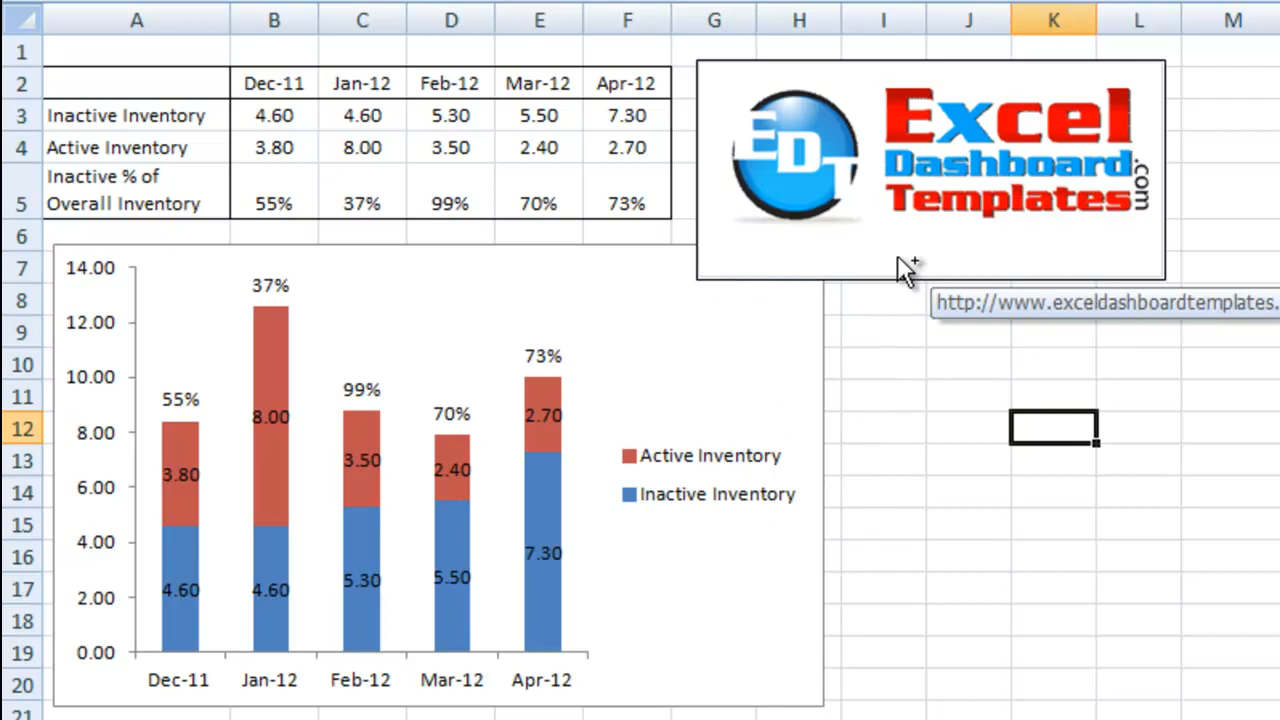 A B C D E F G H I J K L M
1
2 Dec-11 Jan-12 Feb-12 Mar-12 Apr-12
3 Inactive Inventory 4.60 4.60 5.30 5.50 7.30
4 Active Inventory 3.80 8.00 3.50 2.40 2.70
Inactive % of
5 Overall Inventory 55% 37% 99% 70% 73%
6
7
8
9
10
11
12
13
14
15
16
17
18
19
20
21
EDT
Excel
Dashboard
Templates
.com
http://www.exceldashboardtemplates.
14.00
12.00
10.00
8.00
6.00
4.00
2.00
0.00
55% 37% 99% 70% 73%
3.80 8.00 3.50 2.40 2.70
4.60 4.60 5.30 5.50 7.30
Dec-11 Jan-12 Feb-12 Mar-12 Apr-12
Active Inventory
Inactive Inventory